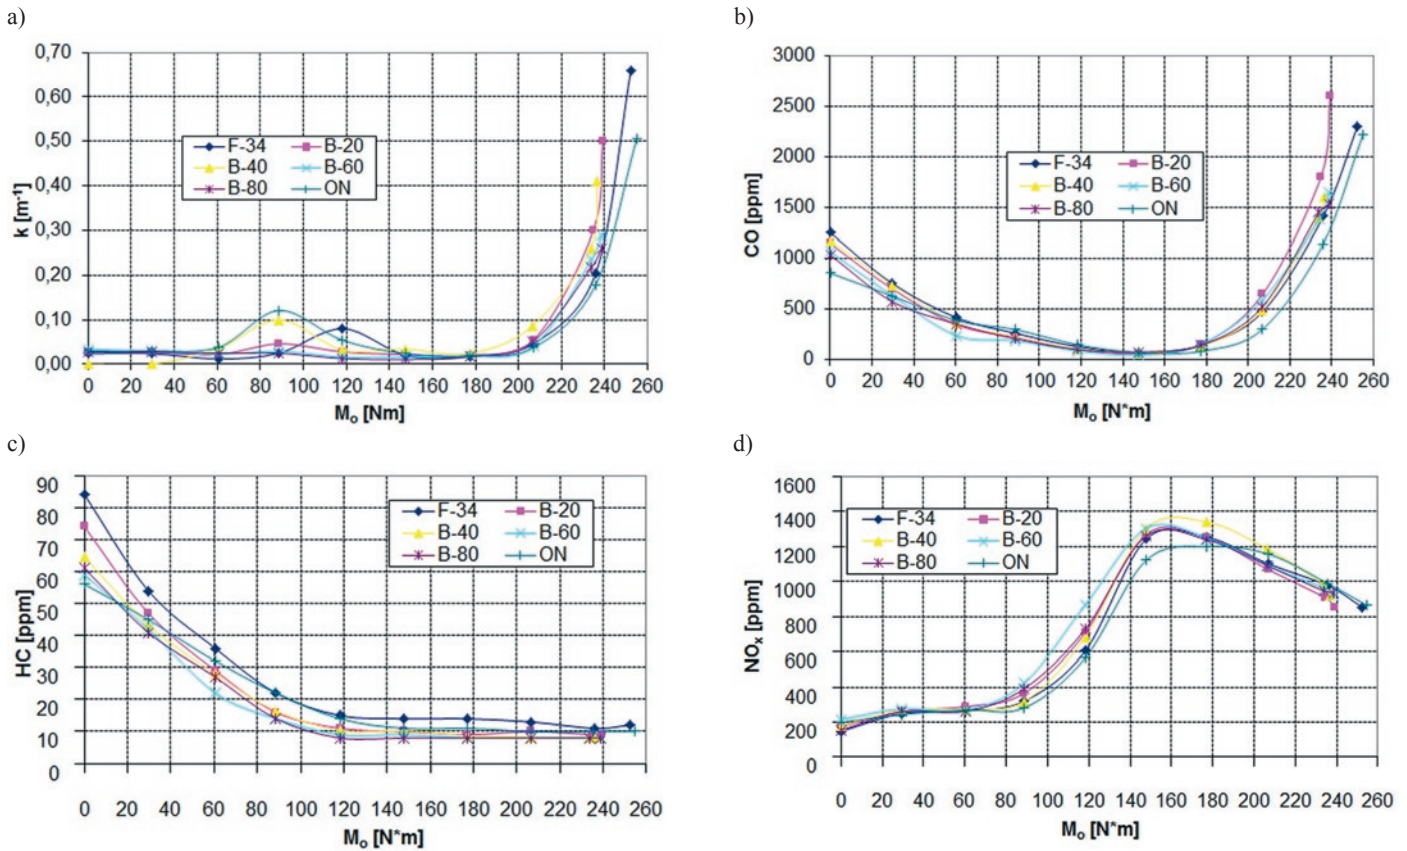 a)
0,70
0,60
0,50
0,40
0,30
0,20
0,10
0,00
k [m⁻¹]
F-34 B-20
B-40 B-60
B-80 ON
0 20 40 60 80 100 120 140 160 180 200 220 240 260
Mₒ [Nm]
b)
3000
2500
2000
1500
1000
500
0
CO [ppm]
F-34 B-20
B-40 B-60
B-80 ON
0 20 40 60 80 100 120 140 160 180 200 220 240 260
Mₒ [N*m]
c)
90
80
70
60
50
40
30
20
10
0
HC [ppm]
F-34 B-20
B-40 B-60
B-80 ON
0 20 40 60 80 100 120 140 160 180 200 220 240 260
Mₒ [N*m]
d)
1600
1400
1200
1000
800
600
400
200
0
NOₓ [ppm]
F-34 B-20
B-40 B-60
B-80 ON
0 20 40 60 80 100 120 140 160 180 200 220 240 260
Mₒ [N*m]